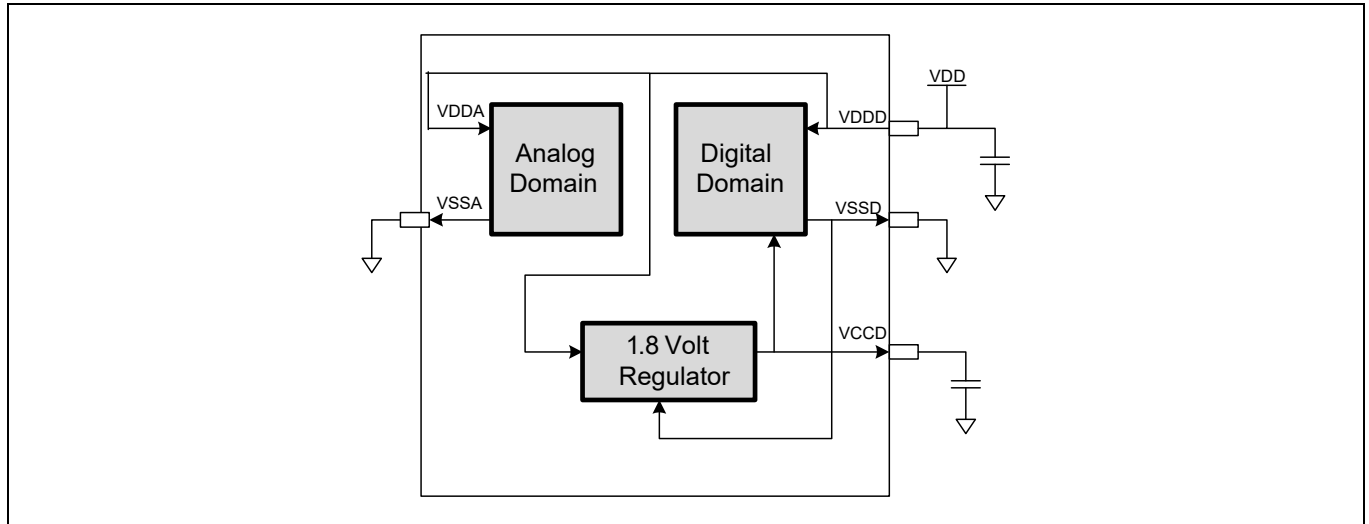 VDD
VDDA
VDDD
Analog
Domain
Digital
Domain
VSSA
VSSD
1.8 Volt
Regulator
VCCD